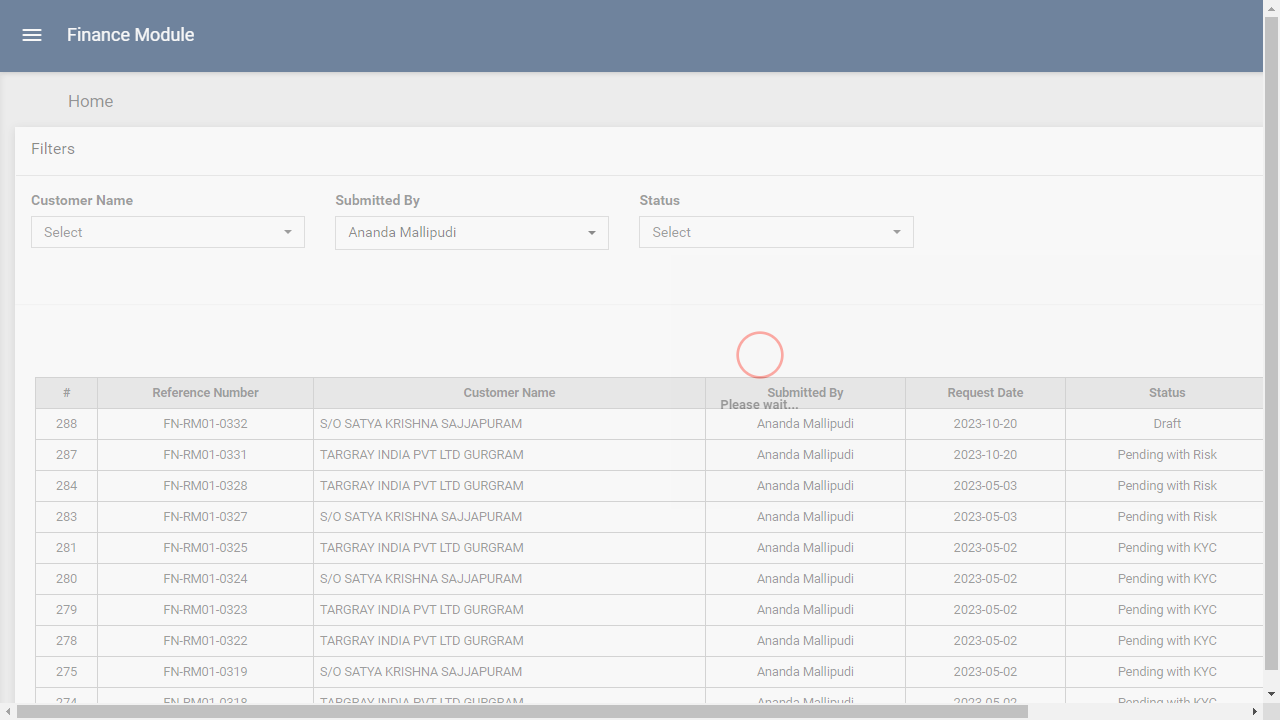 Finance Module
Home
Filters
Customer Name Submitted By Status
Select Ananda Mallipudi Select
# Reference Number Customer Name Submitted By Request Date Status
Please wait...
288 FN-RM01-0332 S/O SATYA KRISHNA SAJJAPURAM Ananda Mallipudi 2023-10-20 Draft
287 FN-RM01-0331 TARGRAY INDIA PVT LTD GURGRAM Ananda Mallipudi 2023-10-20 Pending with Risk
284 FN-RM01-0328 TARGRAY INDIA PVT LTD GURGRAM Ananda Mallipudi 2023-05-03 Pending with Risk
283 FN-RM01-0327 S/O SATYA KRISHNA SAJJAPURAM Ananda Mallipudi 2023-05-03 Pending with Risk
281 FN-RM01-0325 TARGRAY INDIA PVT LTD GURGRAM Ananda Mallipudi 2023-05-02 Pending with KYC
280 FN-RM01-0324 S/O SATYA KRISHNA SAJJAPURAM Ananda Mallipudi 2023-05-02 Pending with KYC
279 FN-RM01-0323 TARGRAY INDIA PVT LTD GURGRAM Ananda Mallipudi 2023-05-02 Pending with KYC
278 FN-RM01-0322 TARGRAY INDIA PVT LTD GURGRAM Ananda Mallipudi 2023-05-02 Pending with KYC
275 FN-RM01-0319 S/O SATYA KRISHNA SAJJAPURAM Ananda Mallipudi 2023-05-02 Pending with KYC
274 FN-RM01-0318 TARGRAY INDIA PVT LTD GURGRAM Ananda Mallipudi 2023-05-02 Pending with KYC